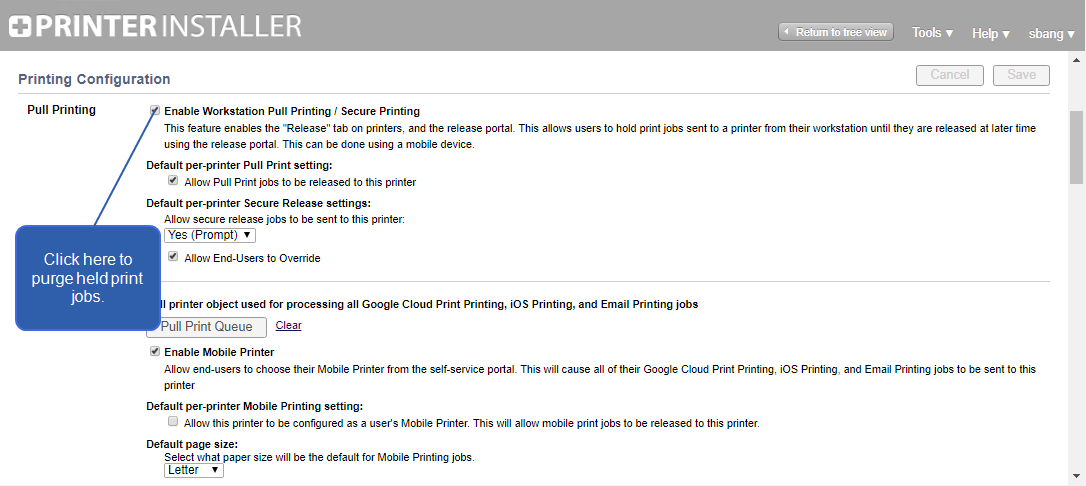 PRINTER INSTALLER
Return to tree view
Tools ▼
Help ▼
sbang ▼
Printing Configuration
Cancel
Save
Pull Printing
Enable Workstation Pull Printing / Secure Printing
This feature enables the "Release" tab on printers, and the release portal. This allows users to hold print jobs sent to a printer from their workstation until they are released at later time
using the release portal. This can be done using a mobile device.
Default per-printer Pull Print setting:
Allow Pull Print jobs to be released to this printer
Default per-printer Secure Release settings:
Allow secure release jobs to be sent to this printer:
Yes (Prompt) ▼
Allow End-Users to Override
Click here to
purge held print
jobs.
printer object used for processing all Google Cloud Print Printing, iOS Printing, and Email Printing jobs
Pull Print Queue
Clear
Enable Mobile Printer
Allow end-users to choose their Mobile Printer from the self-service portal. This will cause all of their Google Cloud Print Printing, iOS Printing, and Email Printing jobs to be sent to this
printer
Default per-printer Mobile Printing setting:
Allow this printer to be configured as a user's Mobile Printer. This will allow mobile print jobs to be released to this printer.
Default page size:
Select what paper size will be the default for Mobile Printing jobs.
Letter ▼